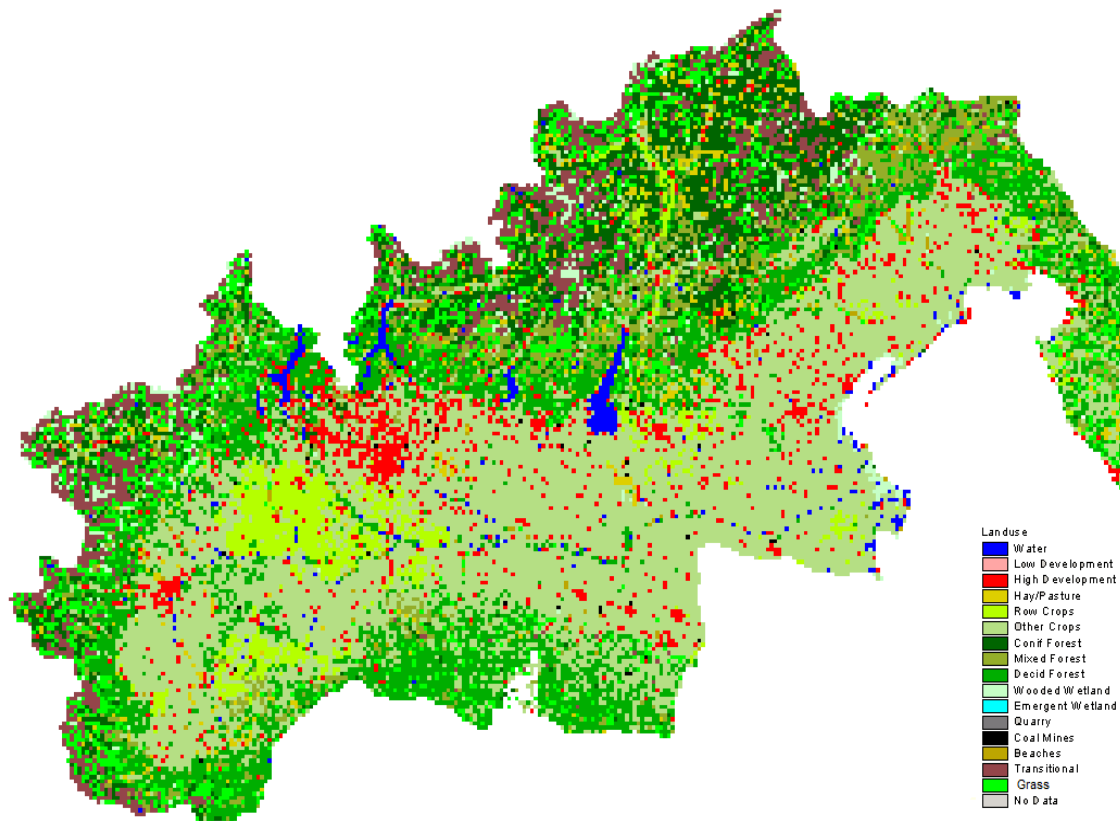 Landuse
Water
Low Development
High Development
Hay/Pasture
Row Crops
Other Crops
Conif Forest
Mixed Forest
Decid Forest
Wooded Wetland
Emergent Wetland
Quarry
Coal Mines
Beaches
Transitional
Grass
No Data